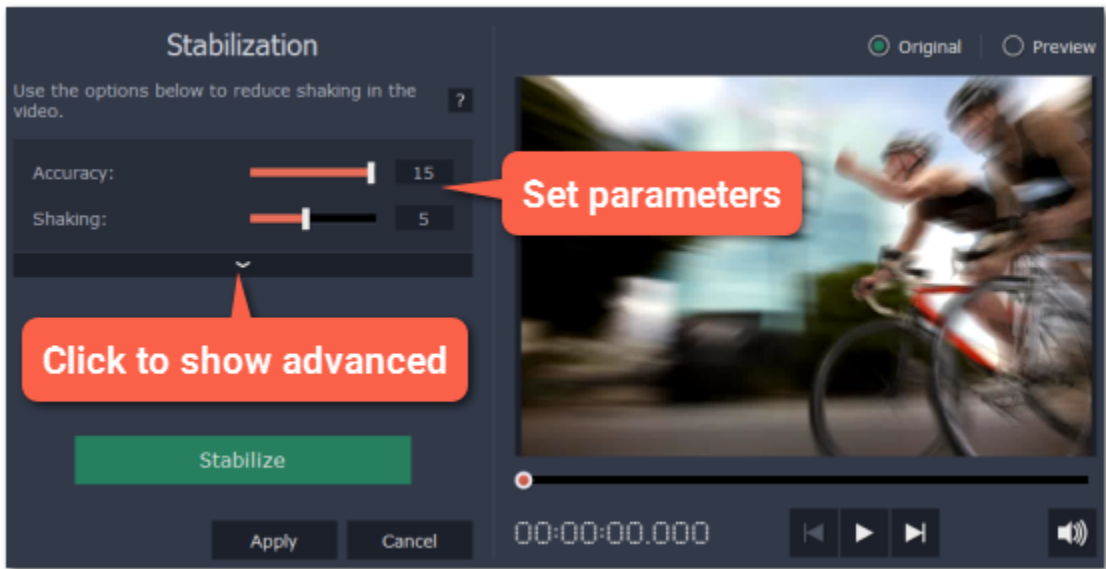 Stabilization
Original
Preview
Use the options below to reduce shaking in the
video.
?
Accuracy:
15
Set parameters
Shaking:
5
Click to show advanced
Stabilize
Apply
Cancel
00:00:00.000